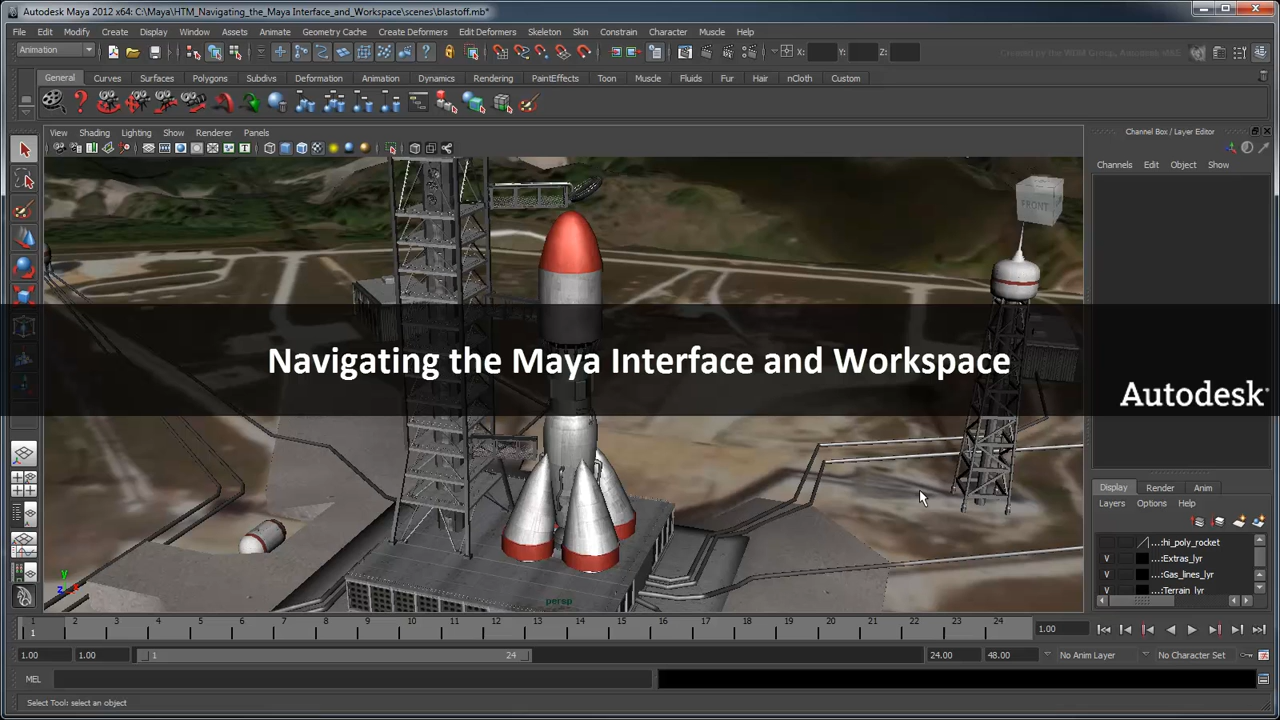 Autodesk Maya 2012 x64: C:\Maya\HTM_Navigating_the_Maya Interface_and_Workspace\scenes\blastoff.mb*
File Edit Modify Create Display Window Assets Animate Geometry Cache Create Deformers Edit Deformers Skeleton Skin Constrain Character Muscle Help
Animation X: Y: Z:
General Curves Surfaces Polygons Subdivs Deformation Animation Dynamics Rendering PaintEffects Toon Muscle Fluids Fur Hair nCloth Custom
View Shading Lighting Show Renderer Panels
Channel Box / Layer Editor
Channels Edit Object Show
FRONT
Navigating the Maya Interface and Workspace
Autodesk
Display Render Anim
Layers Options Help
...:hi_poly_rocket
V ...:Extras_lyr
V ...:Gas_lines_lyr
V ...:Terrain_lyr
y
z x
persp
1 2 3 4 5 6 7 8 9 10 11 12 13 14 15 16 17 18 19 20 21 22 23 24
1
1.00
1.00 1.00 1 24 24.00 48.00 No Anim Layer No Character Set
MEL
Select Tool: select an object